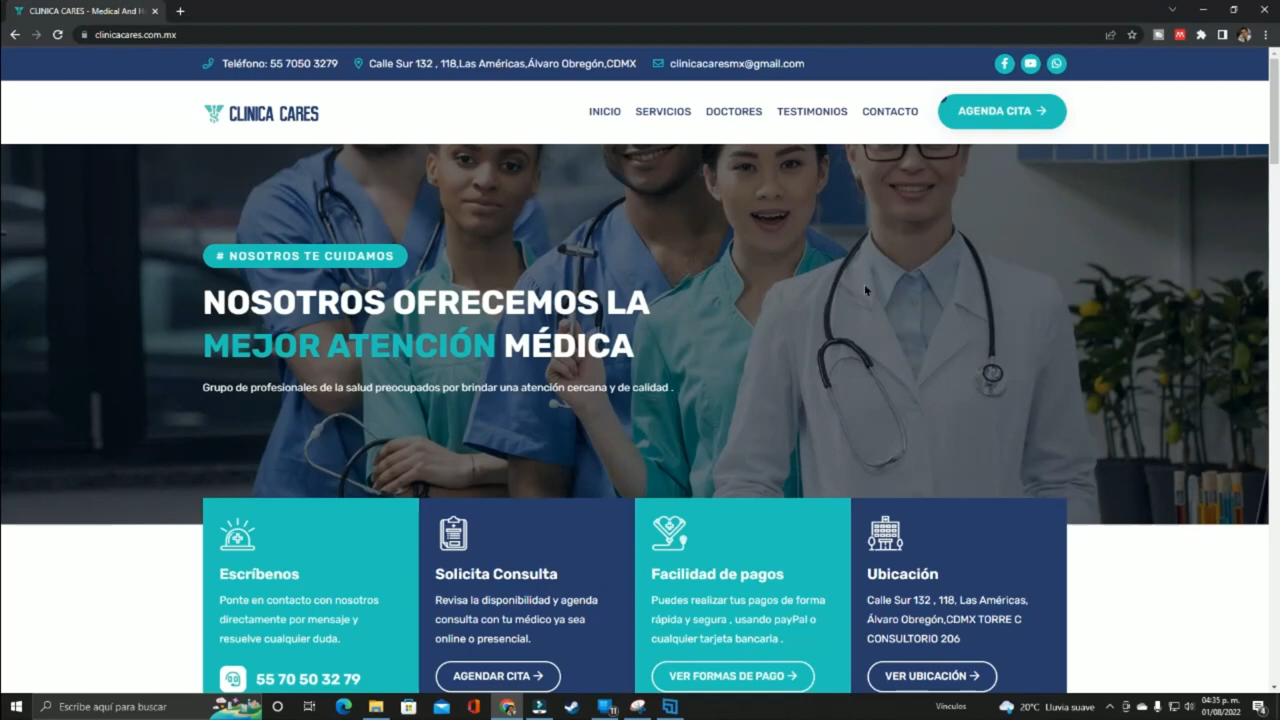 CLINICA CARES - Medical And H
clinicacares.com.mx
Teléfono: 55 7050 3279
Calle Sur 132 , 118,Las Américas,Álvaro Obregón,CDMX
clinicacaresmx@gmail.com
CLINICA CARES
INICIO
SERVICIOS
DOCTORES
TESTIMONIOS
CONTACTO
AGENDA CITA →
# NOSOTROS TE CUIDAMOS
NOSOTROS OFRECEMOS LA
MEJOR ATENCIÓN MÉDICA
Grupo de profesionales de la salud preocupados por brindar una atención cercana y de calidad .
Escríbenos
Ponte en contacto con nosotros
directamente por mensaje y
resuelve cualquier duda.
55 70 50 32 79
Solicita Consulta
Revisa la disponibilidad y agenda
consulta con tu médico ya sea
online o presencial.
AGENDAR CITA →
Facilidad de pagos
Puedes realizar tus pagos de forma
rápida y segura , usando payPal o
cualquier tarjeta bancaria .
VER FORMAS DE PAGO →
Ubicación
Calle Sur 132 , 118, Las Américas,
Álvaro Obregón,CDMX TORRE C
CONSULTORIO 206
VER UBICACIÓN →
Escribe aquí para buscar
Vínculos
20°C Lluvia suave
04:35 p. m.
01/08/2022